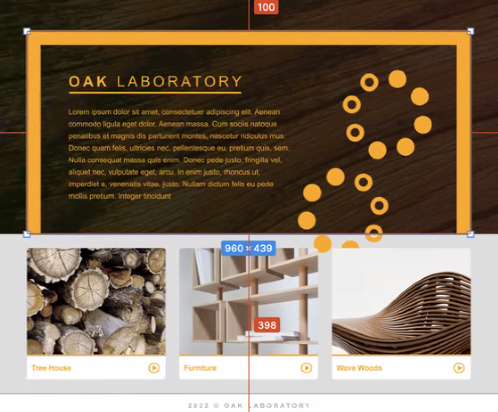 100
OAK LABORATORY
Lorem ipsum dolor sit amet, consectetuer adipiscing elit. Aenean
commodo ligula eget dolor. Aenean massa. Cum sociis natoque
penatibus et magnis dis parturient montes, nascetur ridiculus mus.
Donec quam felis, ultricies nec, pellentesque eu, pretium quis, sem.
Nulla consequat massa quis enim. Donec pede justo, fringilla vel,
aliquet nec, vulputate eget, arcu. In enim justo, rhoncus ut,
imperdiet a, venenatis vitae, justo. Nullam dictum felis eu pede
mollis pretium. Integer tincidunt
960 × 439
398
Tree House
Furniture
Wave Woods
2022 © OAK LABORATORY